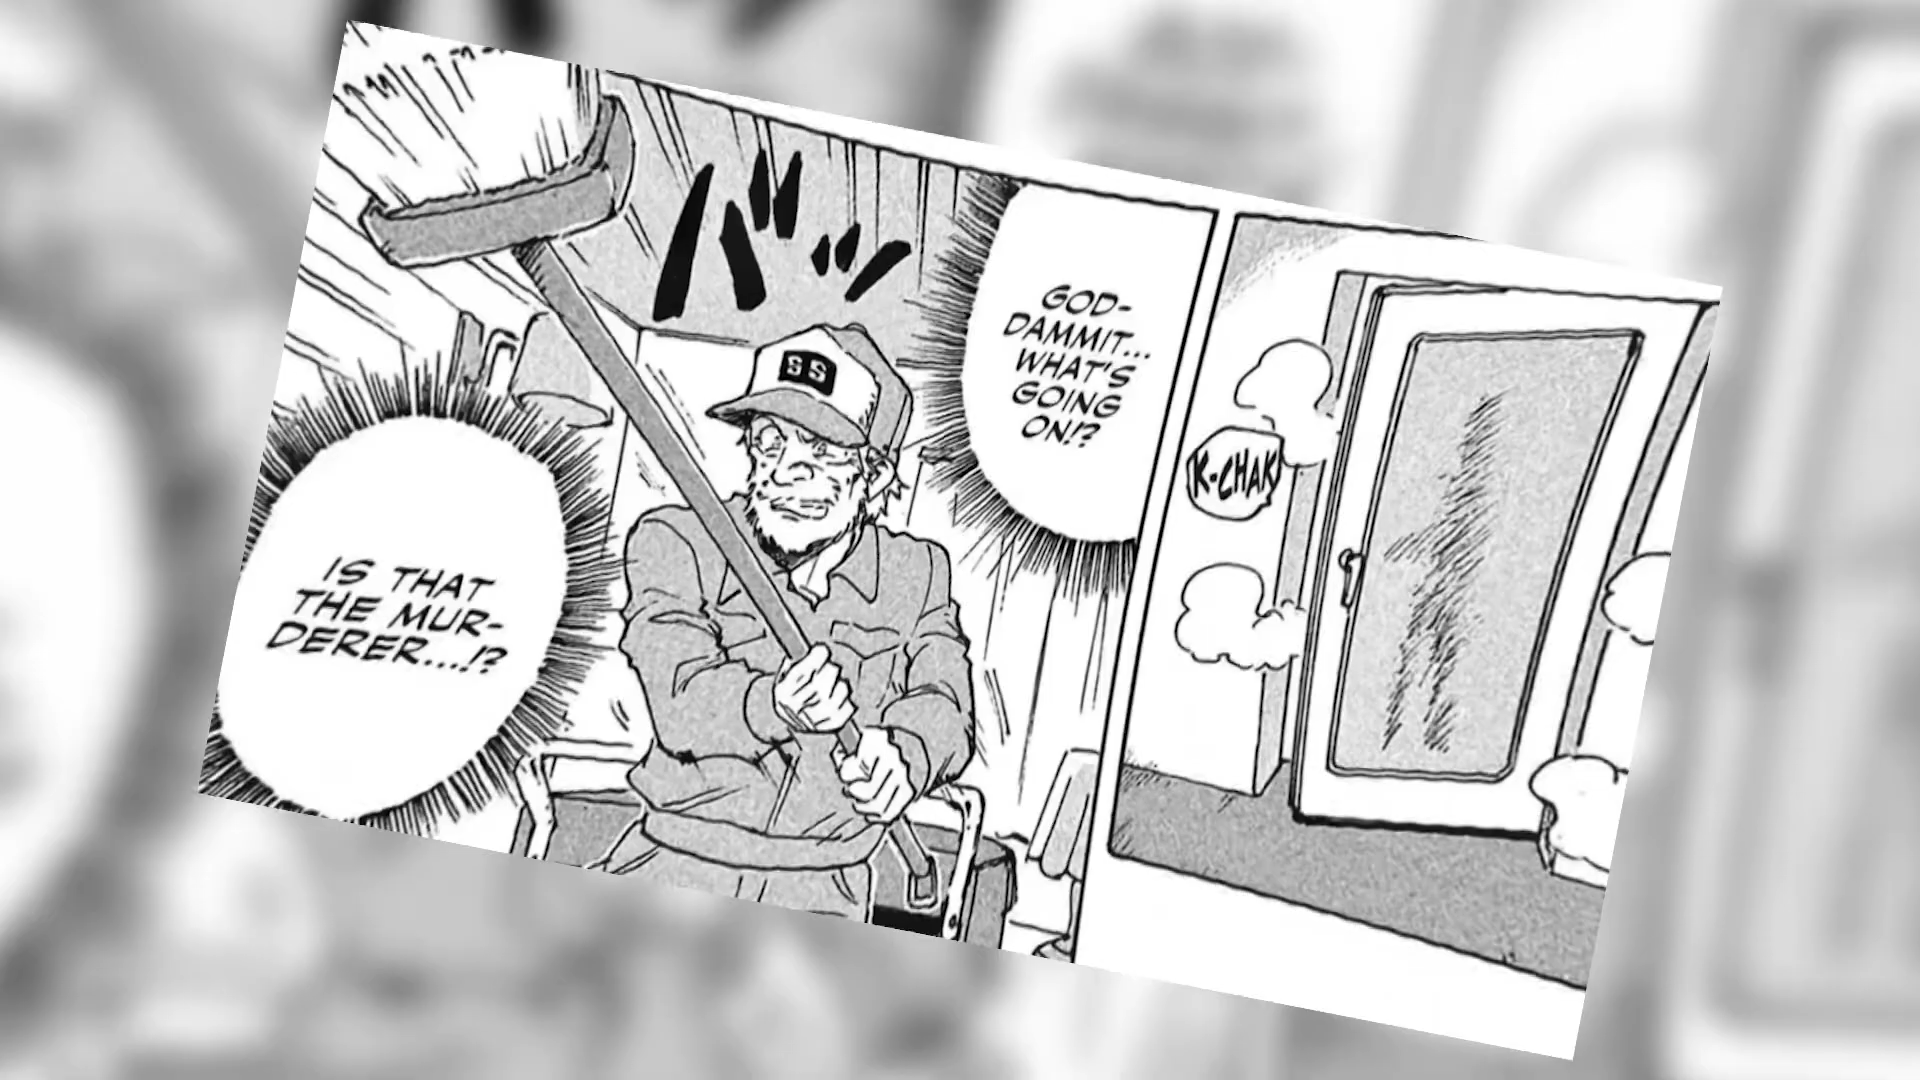 K-CHAK
GOD-
DAMMIT...
WHAT'S
GOING
ON!?
バッ
SS
IS THAT
THE MUR-
DERER....!?